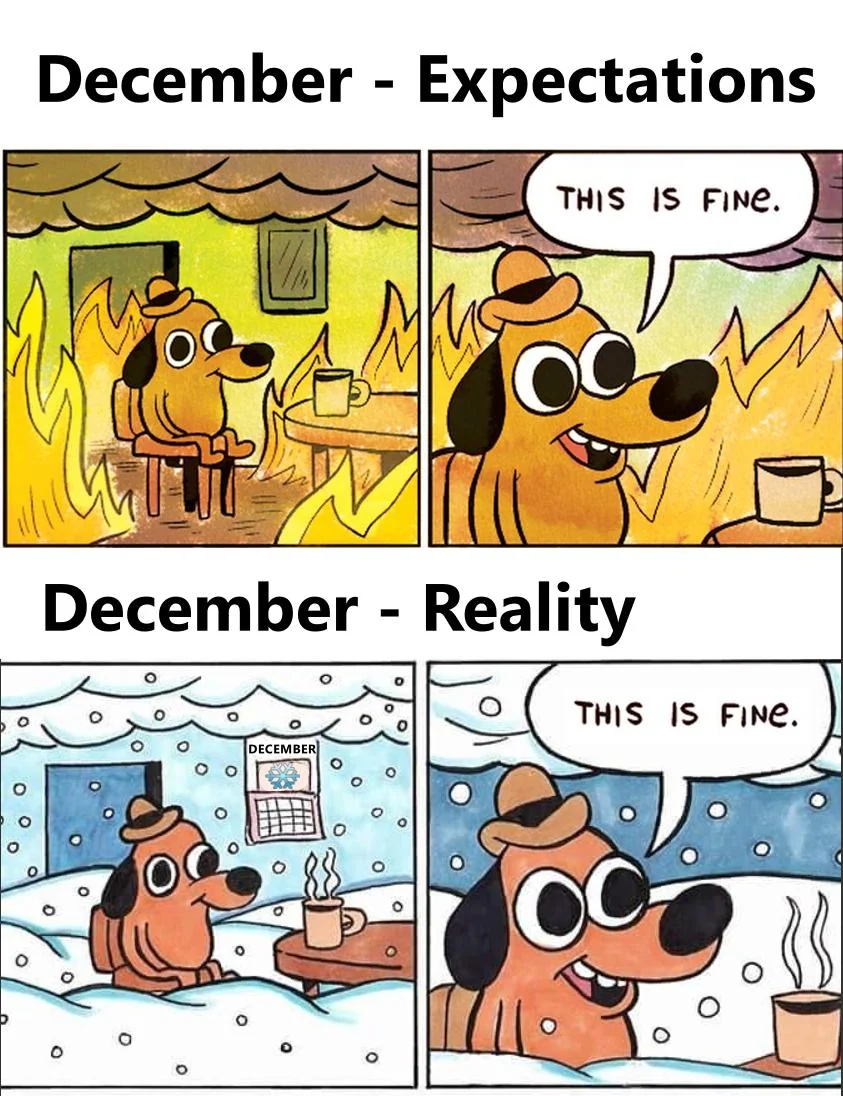 December - Expectations
THIS IS FINe.
December - Reality
DECEMBER
THIS IS FINe.